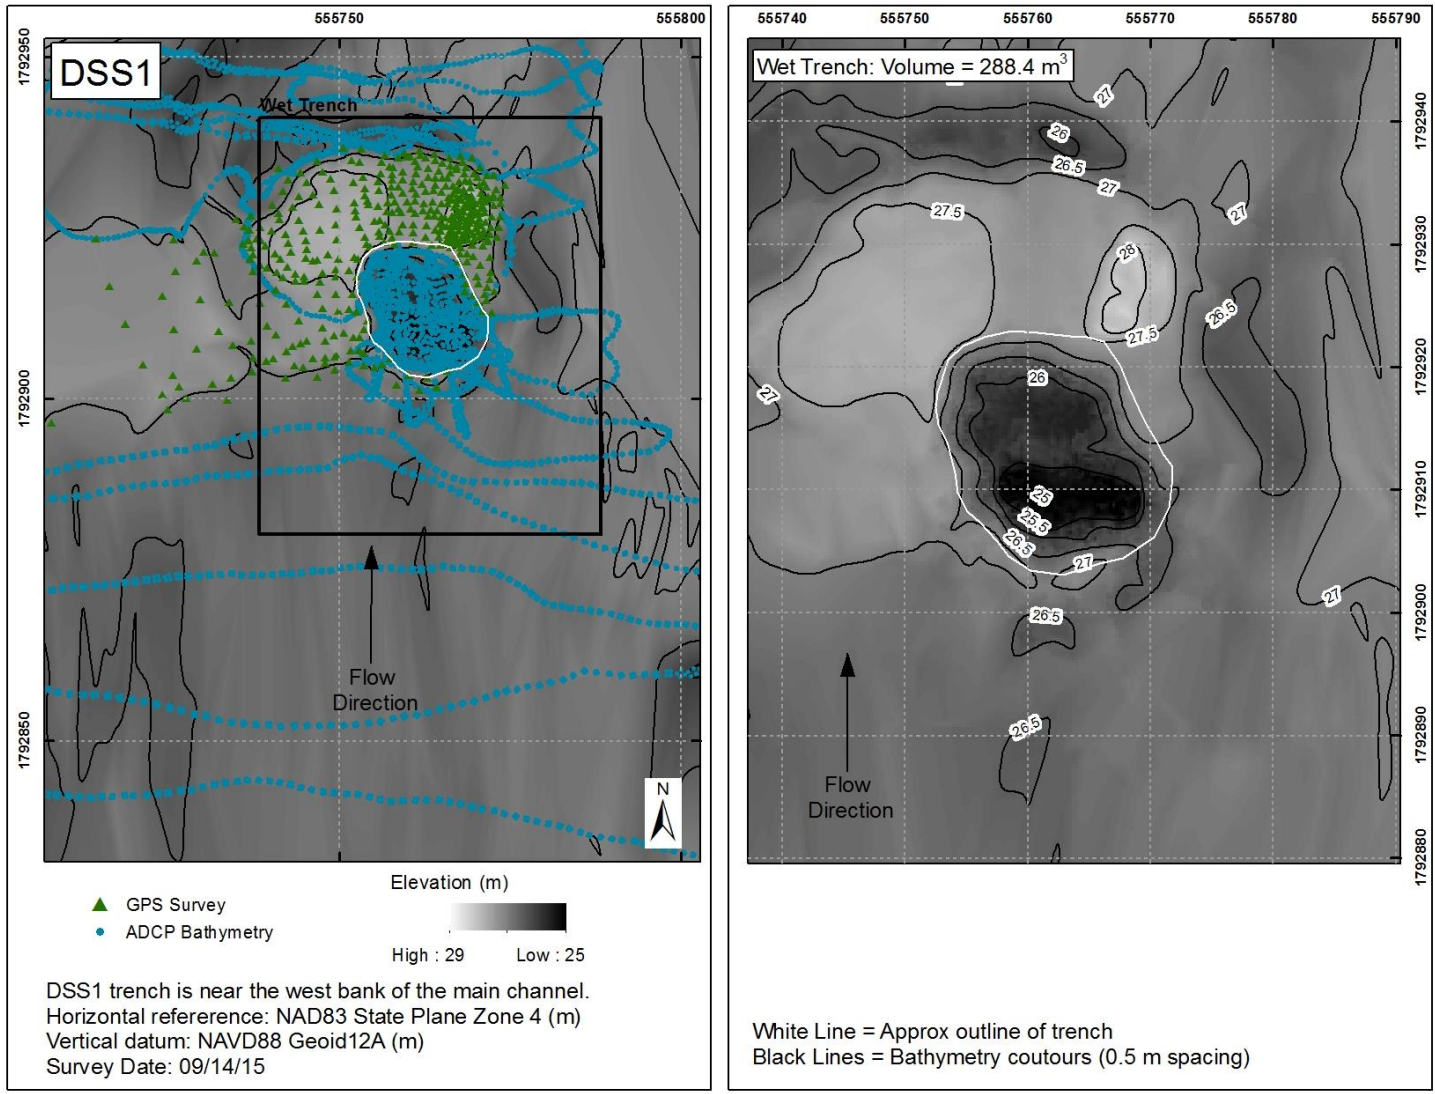 555750
555800
1792950
1792900
1792850
DSS1
Wet Trench
Flow
Direction
N
GPS Survey
ADCP Bathymetry
Elevation (m)
High : 29
Low : 25
DSS1 trench is near the west bank of the main channel.
Horizontal refererence: NAD83 State Plane Zone 4 (m)
Vertical datum: NAVD88 Geoid12A (m)
Survey Date: 09/14/15
555740
555750
555760
555770
555780
555790
Wet Trench: Volume = 288.4 m³
1792940
1792930
1792920
1792910
1792900
1792890
1792880
27
26
26.5
27
27.5
27
28
26.5
27.5
26
27
25
25.5
26.5
27
27
26.5
26.5
Flow
Direction
White Line = Approx outline of trench
Black Lines = Bathymetry coutours (0.5 m spacing)